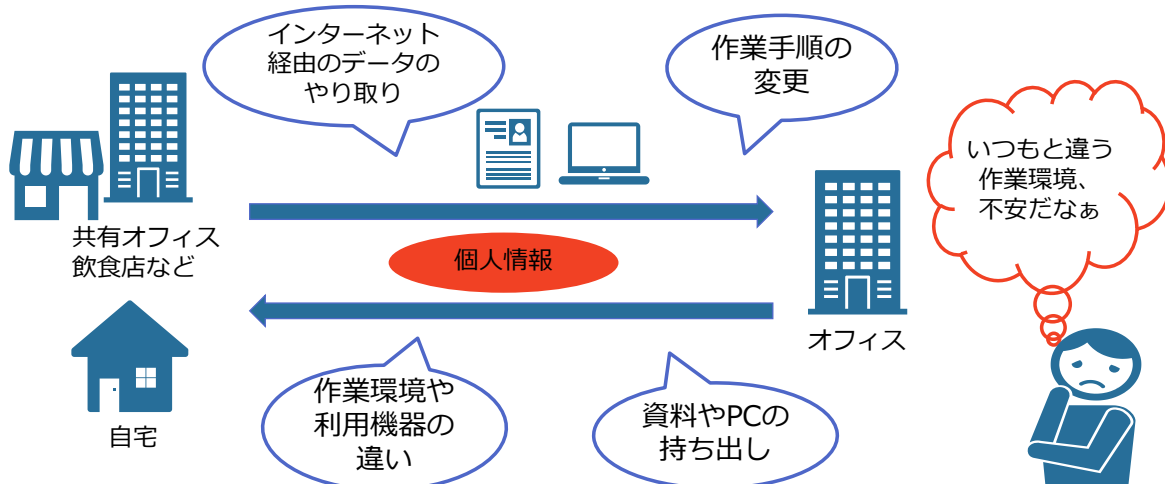 インターネット
経由のデータの
やり取り
作業手順の
変更
いつもと違う
作業環境、
不安だなぁ
共有オフィス
飲食店など
個人情報
オフィス
自宅
作業環境や
利用機器の
違い
資料やPCの
持ち出し